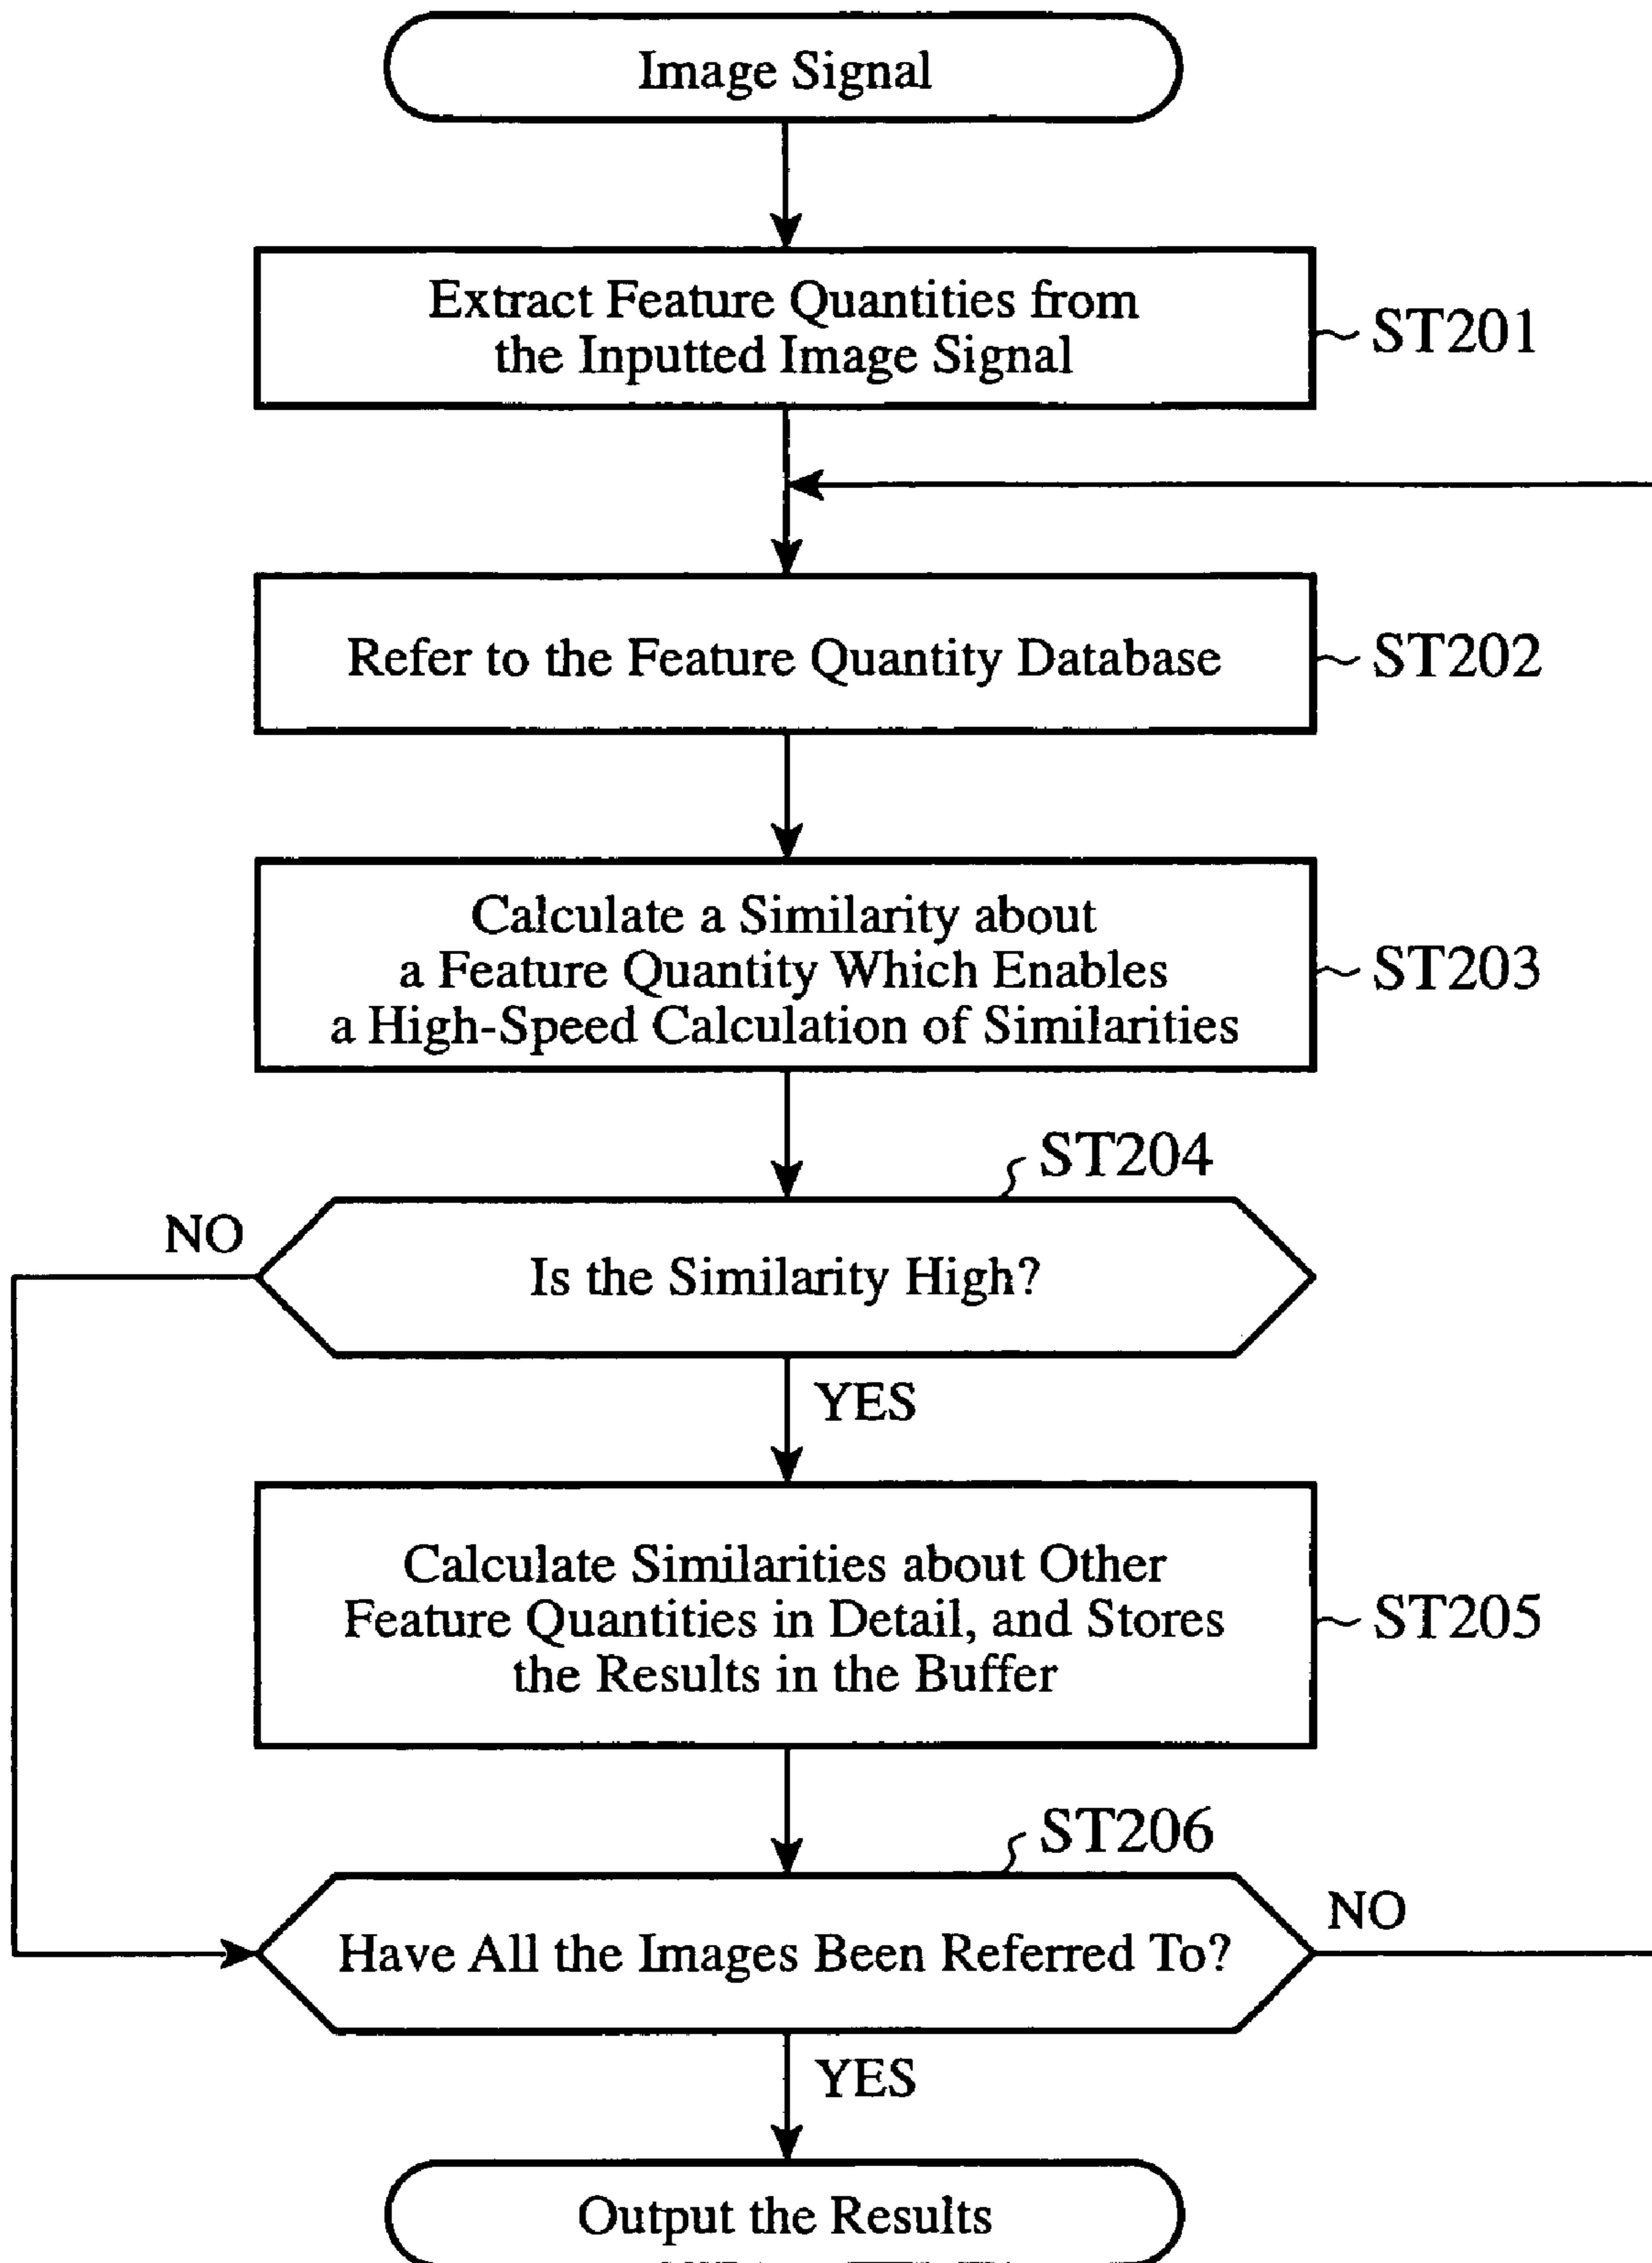 Image Signal
Extract Feature Quantities from
the Inputted Image Signal
ST201
Refer to the Feature Quantity Database
ST202
Calculate a Similarity about
a Feature Quantity Which Enables
a High-Speed Calculation of Similarities
ST203
ST204
NO
Is the Similarity High?
YES
Calculate Similarities about Other
Feature Quantities in Detail, and Stores
the Results in the Buffer
ST205
ST206
NO
Have All the Images Been Referred To?
YES
Output the Results